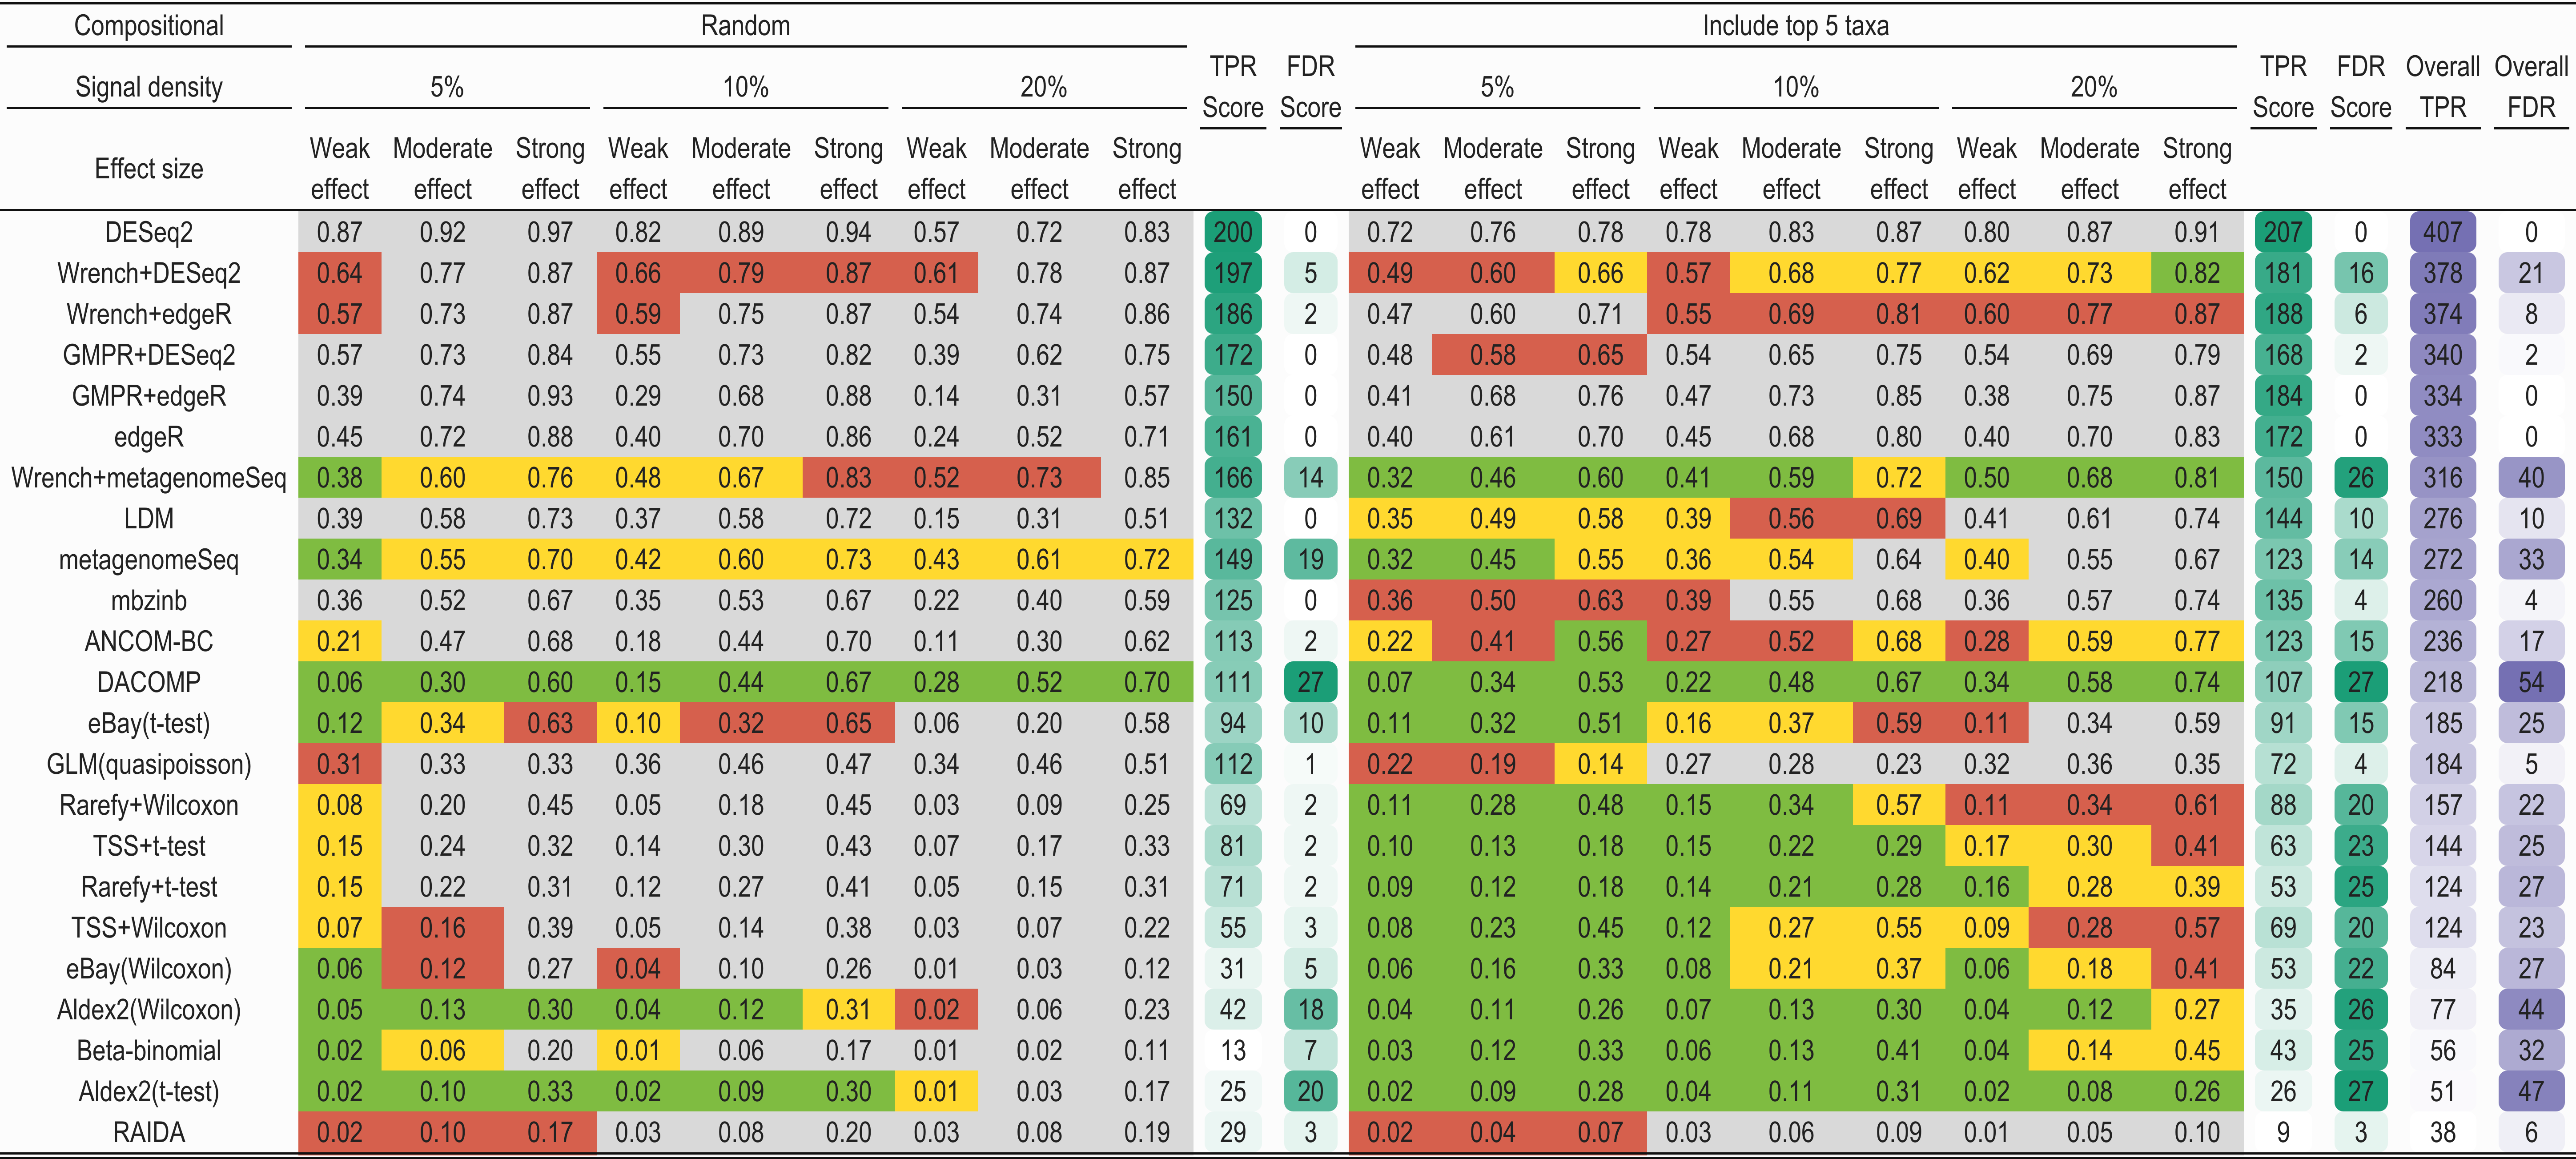 Compositional Random Include top 5 taxa
Signal density 5% 10% 20% TPR Score FDR Score 5% 10% 20% TPR Score FDR Score Overall TPR Overall FDR
Effect size Weak effect Moderate effect Strong effect Weak effect Moderate effect Strong effect Weak effect Moderate effect Strong effect Weak effect Moderate effect Strong effect Weak effect Moderate effect Strong effect Weak effect Moderate effect Strong effect
DESeq2 0.87 0.92 0.97 0.82 0.89 0.94 0.57 0.72 0.83 200 0 0.72 0.76 0.78 0.78 0.83 0.87 0.80 0.87 0.91 207 0 407 0
Wrench+DESeq2 0.64 0.77 0.87 0.66 0.79 0.87 0.61 0.78 0.87 197 5 0.49 0.60 0.66 0.57 0.68 0.77 0.62 0.73 0.82 181 16 378 21
Wrench+edgeR 0.57 0.73 0.87 0.59 0.75 0.87 0.54 0.74 0.86 186 2 0.47 0.60 0.71 0.55 0.69 0.81 0.60 0.77 0.87 188 6 374 8
GMPR+DESeq2 0.57 0.73 0.84 0.55 0.73 0.82 0.39 0.62 0.75 172 0 0.48 0.58 0.65 0.54 0.65 0.75 0.54 0.69 0.79 168 2 340 2
GMPR+edgeR 0.39 0.74 0.93 0.29 0.68 0.88 0.14 0.31 0.57 150 0 0.41 0.68 0.76 0.47 0.73 0.85 0.38 0.75 0.87 184 0 334 0
edgeR 0.45 0.72 0.88 0.40 0.70 0.86 0.24 0.52 0.71 161 0 0.40 0.61 0.70 0.45 0.68 0.80 0.40 0.70 0.83 172 0 333 0
Wrench+metagenomeSeq 0.38 0.60 0.76 0.48 0.67 0.83 0.52 0.73 0.85 166 14 0.32 0.46 0.60 0.41 0.59 0.72 0.50 0.68 0.81 150 26 316 40
LDM 0.39 0.58 0.73 0.37 0.58 0.72 0.15 0.31 0.51 132 0 0.35 0.49 0.58 0.39 0.56 0.69 0.41 0.61 0.74 144 10 276 10
metagenomeSeq 0.34 0.55 0.70 0.42 0.60 0.73 0.43 0.61 0.72 149 19 0.32 0.45 0.55 0.36 0.54 0.64 0.40 0.55 0.67 123 14 272 33
mbzinb 0.36 0.52 0.67 0.35 0.53 0.67 0.22 0.40 0.59 125 0 0.36 0.50 0.63 0.39 0.55 0.68 0.36 0.57 0.74 135 4 260 4
ANCOM-BC 0.21 0.47 0.68 0.18 0.44 0.70 0.11 0.30 0.62 113 2 0.22 0.41 0.56 0.27 0.52 0.68 0.28 0.59 0.77 123 15 236 17
DACOMP 0.06 0.30 0.60 0.15 0.44 0.67 0.28 0.52 0.70 111 27 0.07 0.34 0.53 0.22 0.48 0.67 0.34 0.58 0.74 107 27 218 54
eBay(t-test) 0.12 0.34 0.63 0.10 0.32 0.65 0.06 0.20 0.58 94 10 0.11 0.32 0.51 0.16 0.37 0.59 0.11 0.34 0.59 91 15 185 25
GLM(quasipoisson) 0.31 0.33 0.33 0.36 0.46 0.47 0.34 0.46 0.51 112 1 0.22 0.19 0.14 0.27 0.28 0.23 0.32 0.36 0.35 72 4 184 5
Rarefy+Wilcoxon 0.08 0.20 0.45 0.05 0.18 0.45 0.03 0.09 0.25 69 2 0.11 0.28 0.48 0.15 0.34 0.57 0.11 0.34 0.61 88 20 157 22
TSS+t-test 0.15 0.24 0.32 0.14 0.30 0.43 0.07 0.17 0.33 81 2 0.10 0.13 0.18 0.15 0.22 0.29 0.17 0.30 0.41 63 23 144 25
Rarefy+t-test 0.15 0.22 0.31 0.12 0.27 0.41 0.05 0.15 0.31 71 2 0.09 0.12 0.18 0.14 0.21 0.28 0.16 0.28 0.39 53 25 124 27
TSS+Wilcoxon 0.07 0.16 0.39 0.05 0.14 0.38 0.03 0.07 0.22 55 3 0.08 0.23 0.45 0.12 0.27 0.55 0.09 0.28 0.57 69 20 124 23
eBay(Wilcoxon) 0.06 0.12 0.27 0.04 0.10 0.26 0.01 0.03 0.12 31 5 0.06 0.16 0.33 0.08 0.21 0.37 0.06 0.18 0.41 53 22 84 27
Aldex2(Wilcoxon) 0.05 0.13 0.30 0.04 0.12 0.31 0.02 0.06 0.23 42 18 0.04 0.11 0.26 0.07 0.13 0.30 0.04 0.12 0.27 35 26 77 44
Beta-binomial 0.02 0.06 0.20 0.01 0.06 0.17 0.01 0.02 0.11 13 7 0.03 0.12 0.33 0.06 0.13 0.41 0.04 0.14 0.45 43 25 56 32
Aldex2(t-test) 0.02 0.10 0.33 0.02 0.09 0.30 0.01 0.03 0.17 25 20 0.02 0.09 0.28 0.04 0.11 0.31 0.02 0.08 0.26 26 27 51 47
RAIDA 0.02 0.10 0.17 0.03 0.08 0.20 0.03 0.08 0.19 29 3 0.02 0.04 0.07 0.03 0.06 0.09 0.01 0.05 0.10 9 3 38 6